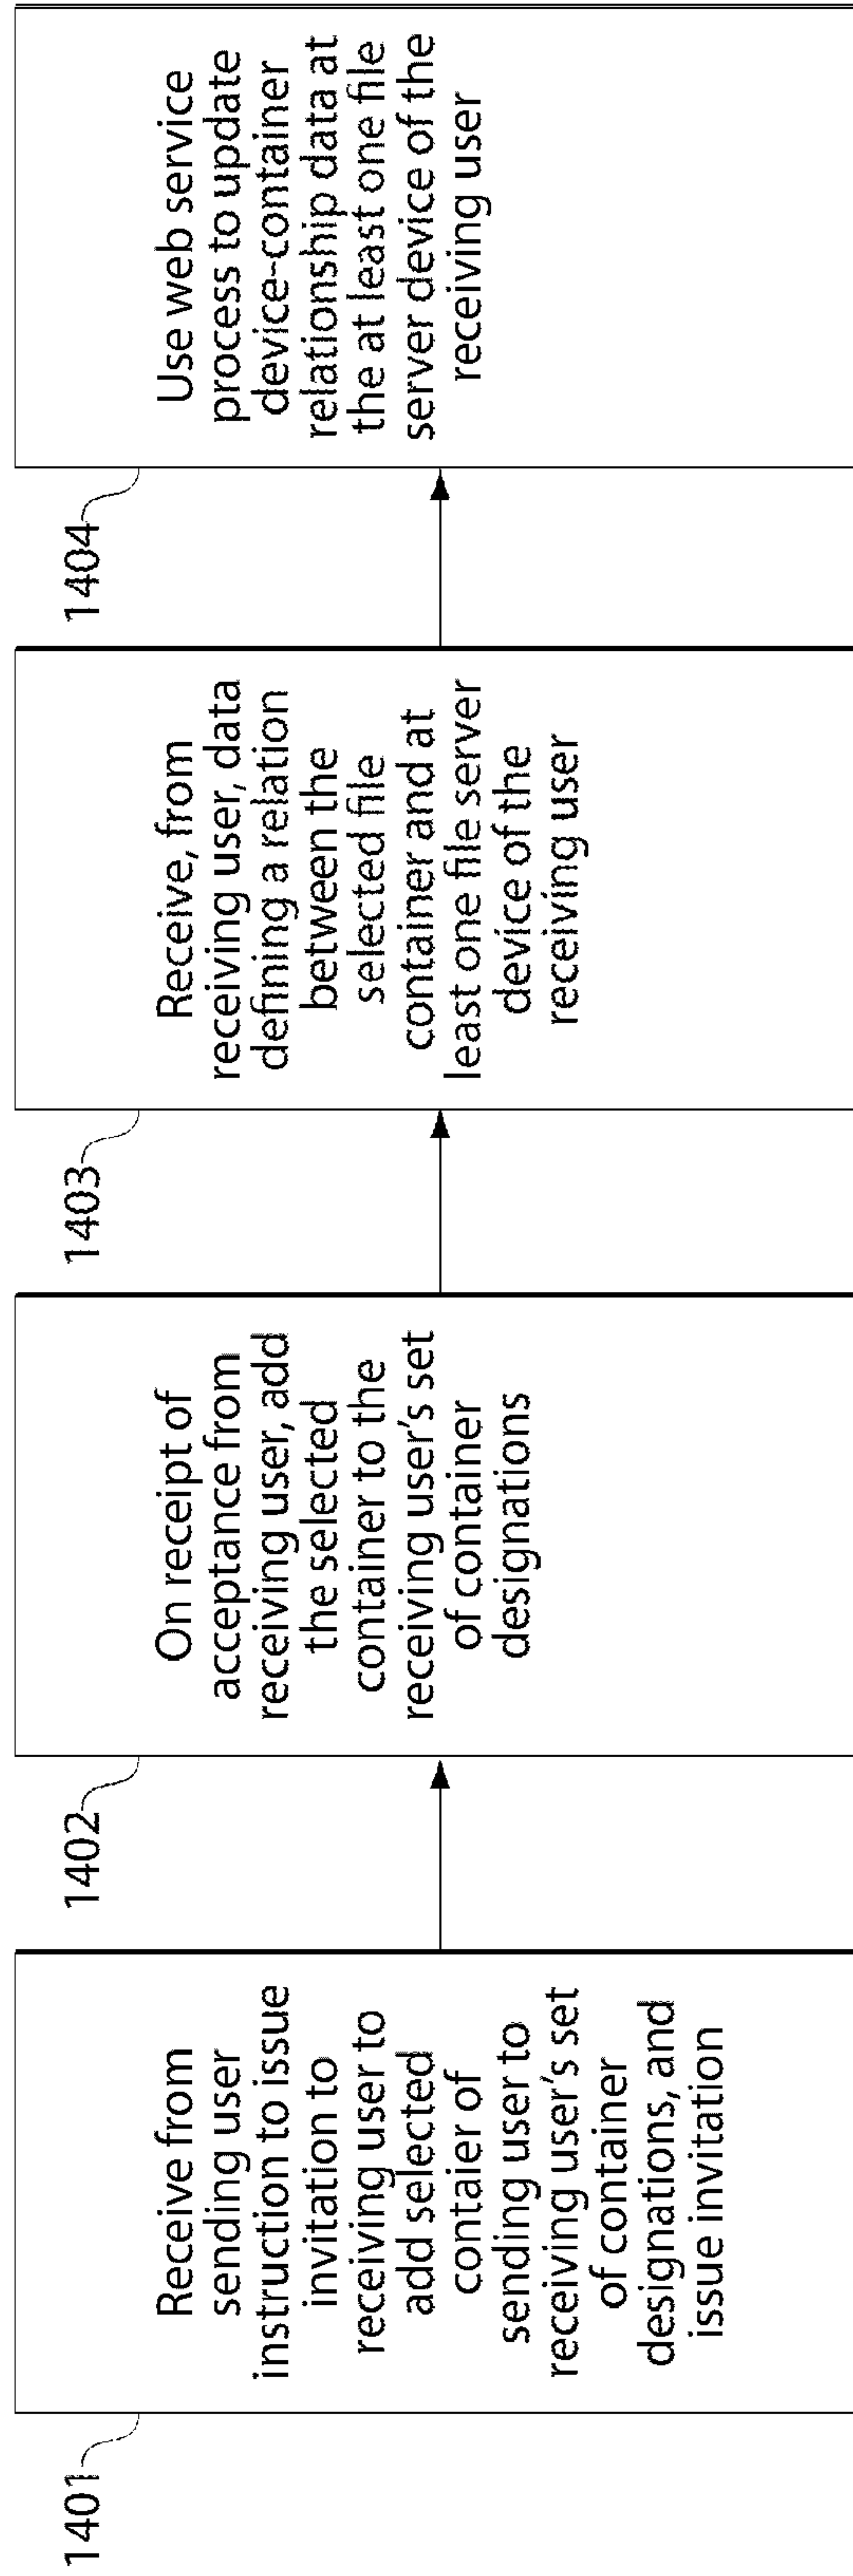 1401
Receive from
sending user
instruction to issue
invitation to
receiving user to
add selected
contaier of
sending user to
receiving user's set
of container
designations, and
issue invitation
1402
On receipt of
acceptance from
receiving user, add
the selected
container to the
receiving user's set
of container
designations
1403
Receive, from
receiving user, data
defining a relation
between the
selected file
container and at
least one file server
device of the
receiving user
1404
Use web service
process to update
device-container
relationship data at
the at least one file
server device of the
receiving user